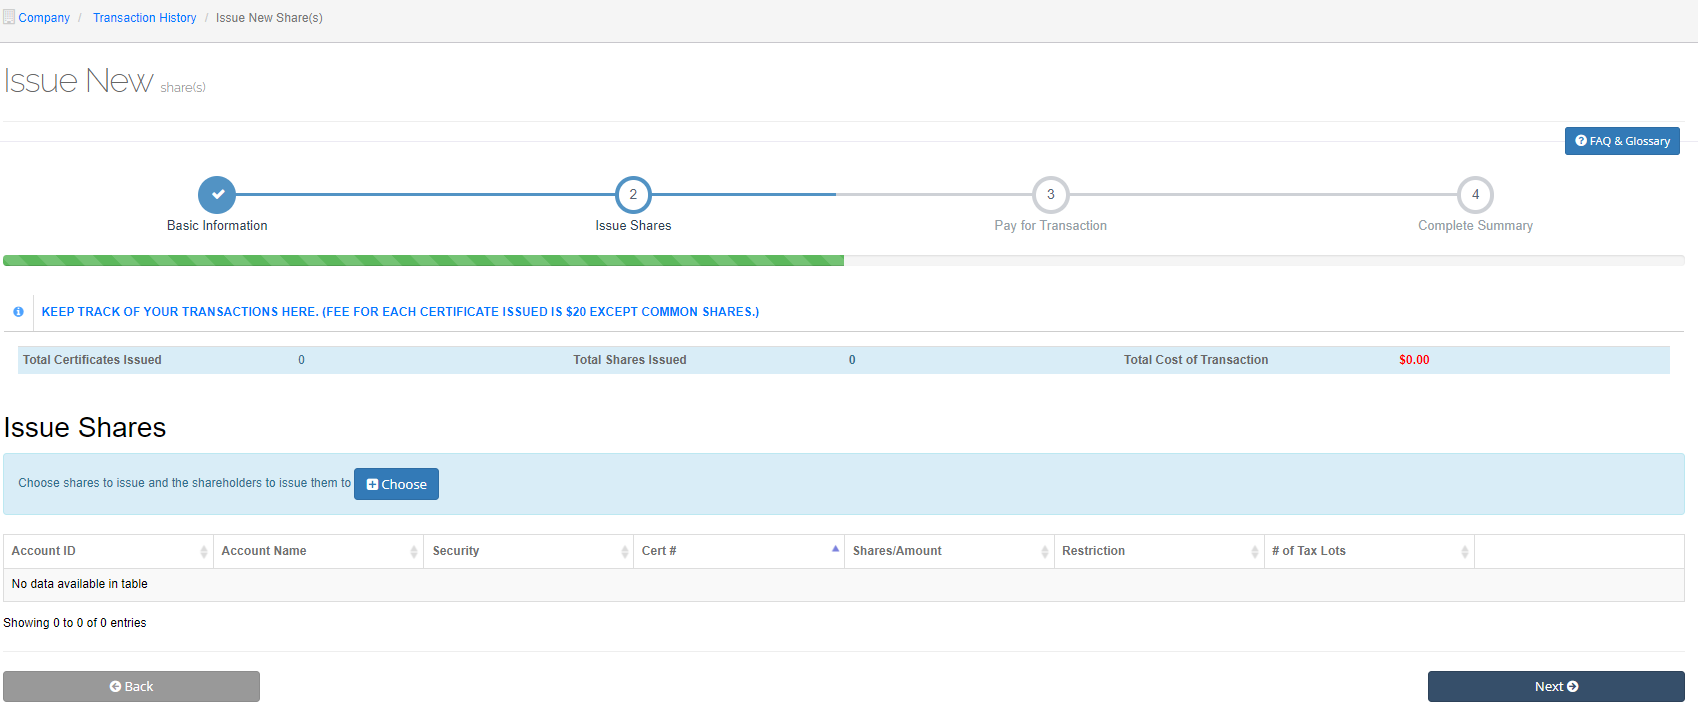 Company / Transaction History / Issue New Share(s)
Issue New share(s)
FAQ & Glossary
2 3 4
Basic Information Issue Shares Pay for Transaction Complete Summary
KEEP TRACK OF YOUR TRANSACTIONS HERE. (FEE FOR EACH CERTIFICATE ISSUED IS $20 EXCEPT COMMON SHARES.)
Total Certificates Issued 0 Total Shares Issued 0 Total Cost of Transaction $0.00
Issue Shares
Choose shares to issue and the shareholders to issue them to Choose
Account ID Account Name Security Cert # Shares/Amount Restriction # of Tax Lots
No data available in table
Showing 0 to 0 of 0 entries
Back Next